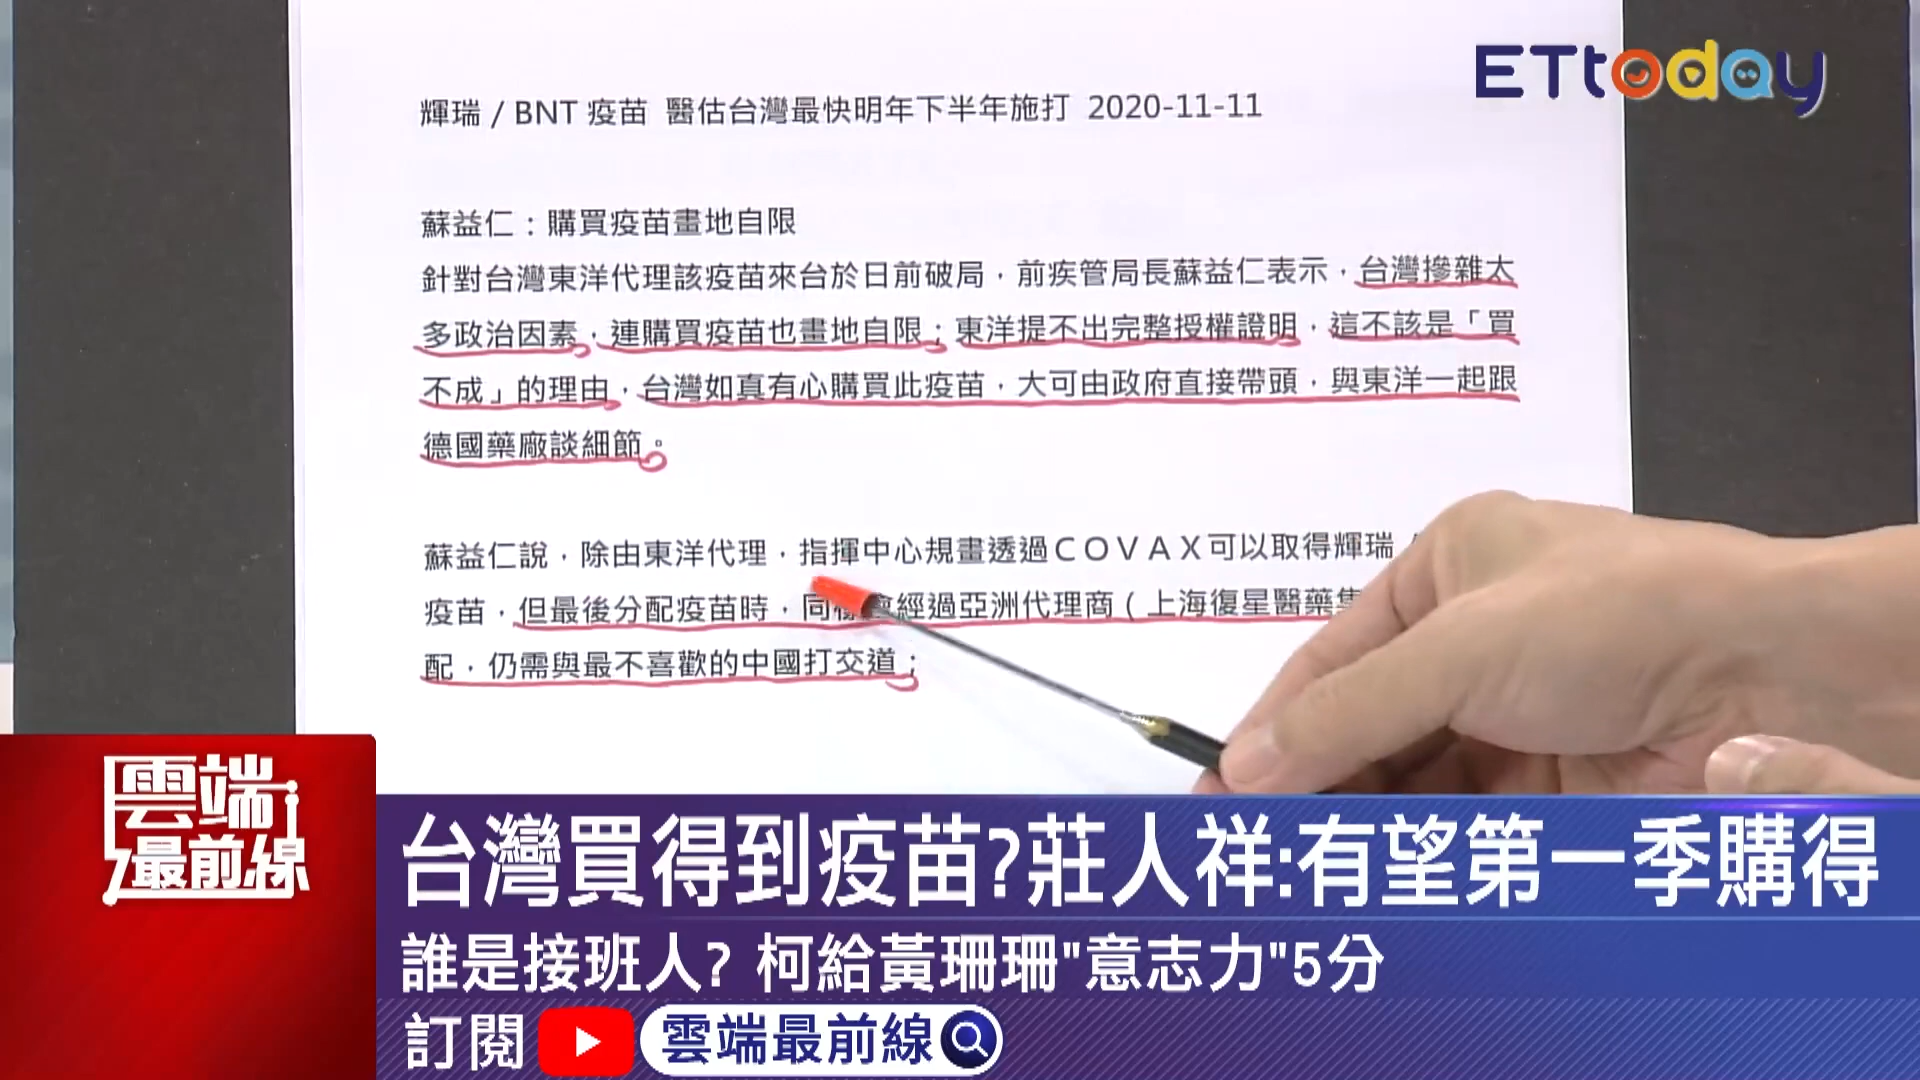 ETtoday
輝瑞 / BNT 疫苗 醫估台灣最快明年下半年施打 2020-11-11
蘇益仁：購買疫苗畫地自限
針對台灣東洋代理該疫苗來台於日前破局，前疾管局長蘇益仁表示，台灣摻雜太
多政治因素，連購買疫苗也畫地自限；東洋提不出完整授權證明，這不該是「買
不成」的理由，台灣如真有心購買此疫苗，大可由政府直接帶頭，與東洋一起跟
德國藥廠談細節。
蘇益仁說，除由東洋代理，指揮中心規畫透過ＣＯＶＡＸ可以取得輝瑞
疫苗，但最後分配疫苗時，同樣會經過亞洲代理商（上海復星醫藥集
配，仍需與最不喜歡的中國打交道；
雲端最前線
台灣買得到疫苗?莊人祥:有望第一季購得
誰是接班人? 柯給黃珊珊"意志力"5分
訂閱 雲端最前線